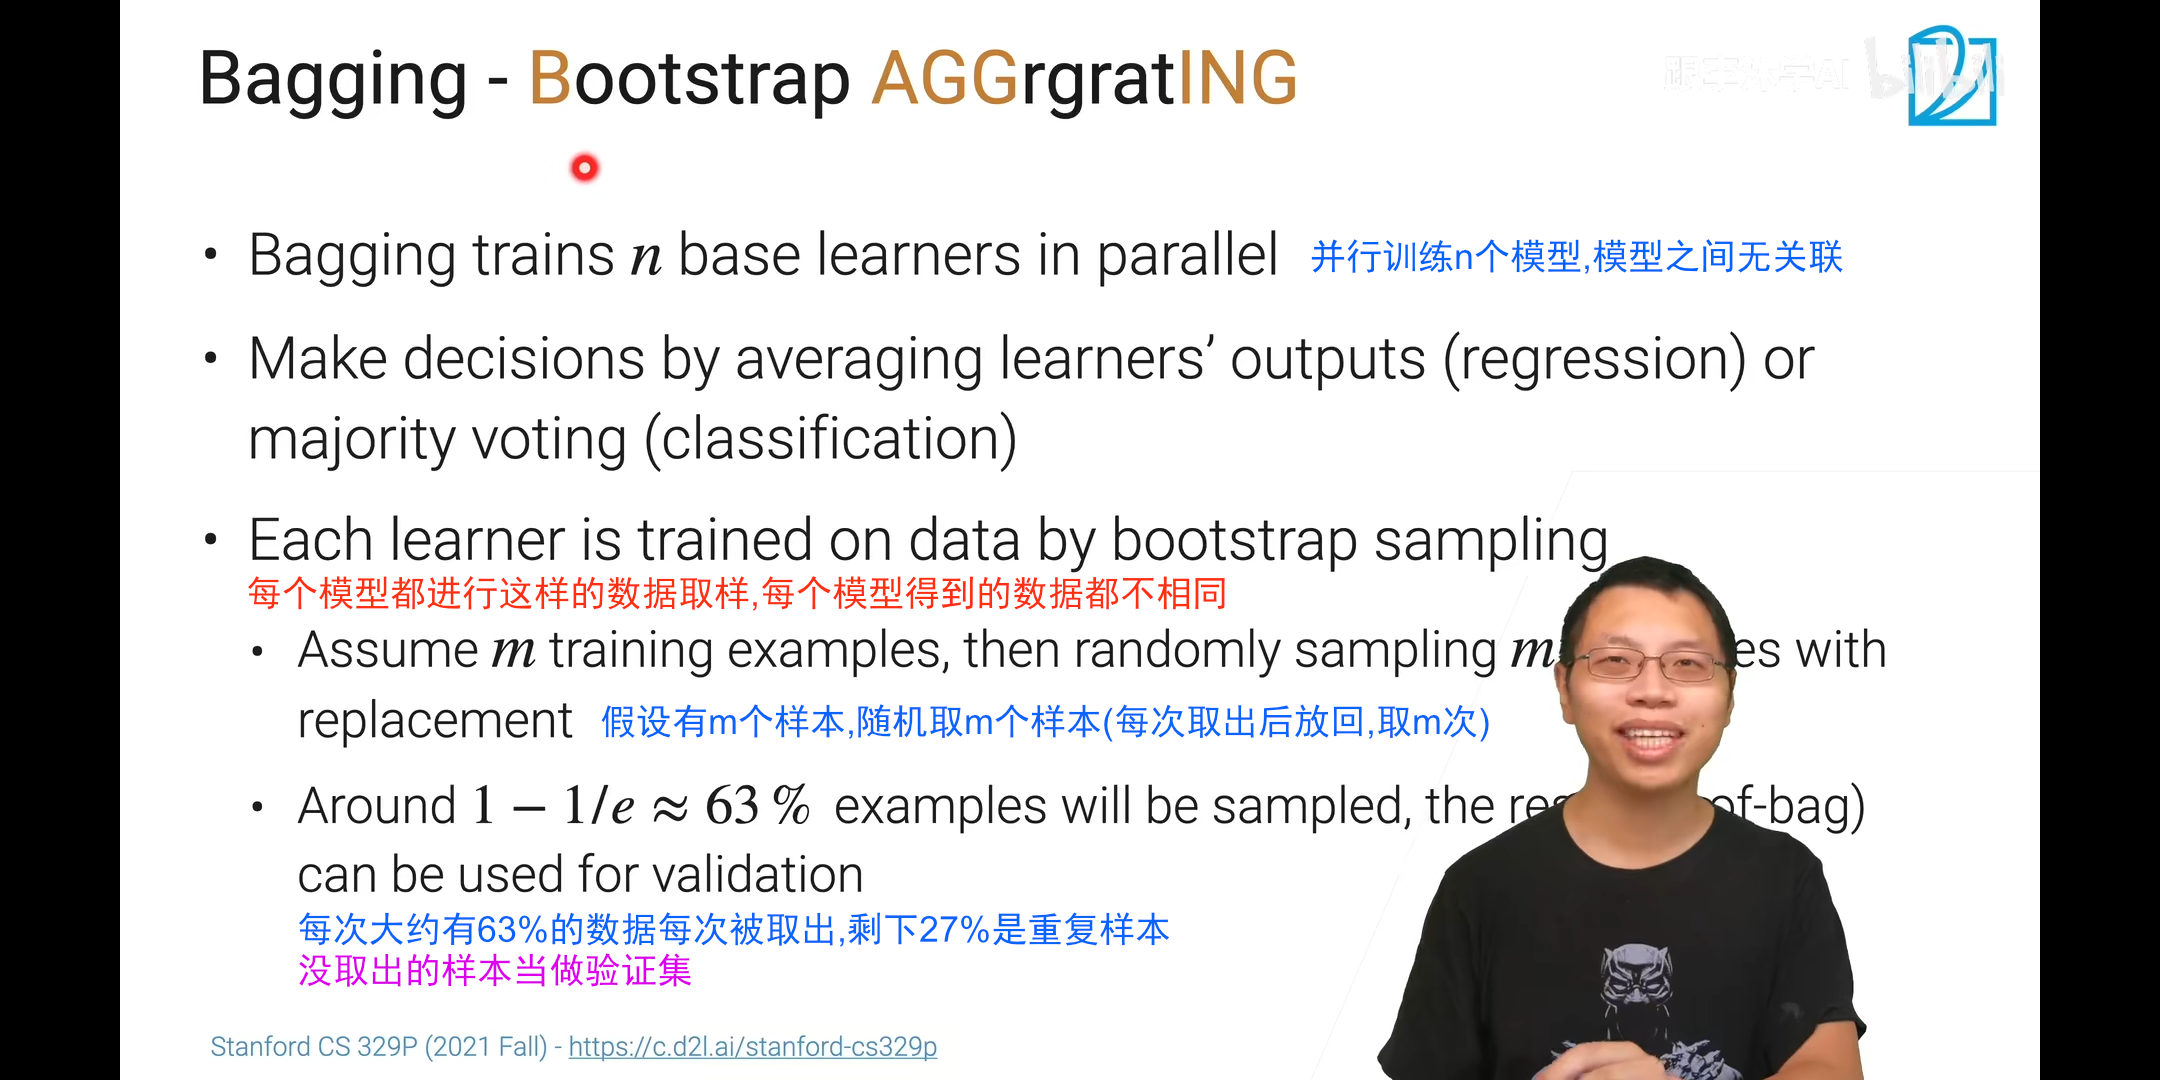 Bagging - Bootstrap AGGrgratING
跟李沐学AI bilibili
• Bagging trains n base learners in parallel 并行训练n个模型,模型之间无关联
• Make decisions by averaging learners’ outputs (regression) or
majority voting (classification)
• Each learner is trained on data by bootstrap sampling
每个模型都进行这样的数据取样,每个模型得到的数据都不相同
• Assume m training examples, then randomly sampling m with
replacement 假设有m个样本,随机取m个样本(每次取出后放回,取m次)
• Around 1 − 1/e ≈ 63 % examples will be sampled, the of-bag)
can be used for validation
每次大约有63%的数据每次被取出,剩下27%是重复样本
没取出的样本当做验证集
Stanford CS 329P (2021 Fall) - https://c.d2l.ai/stanford-cs329p